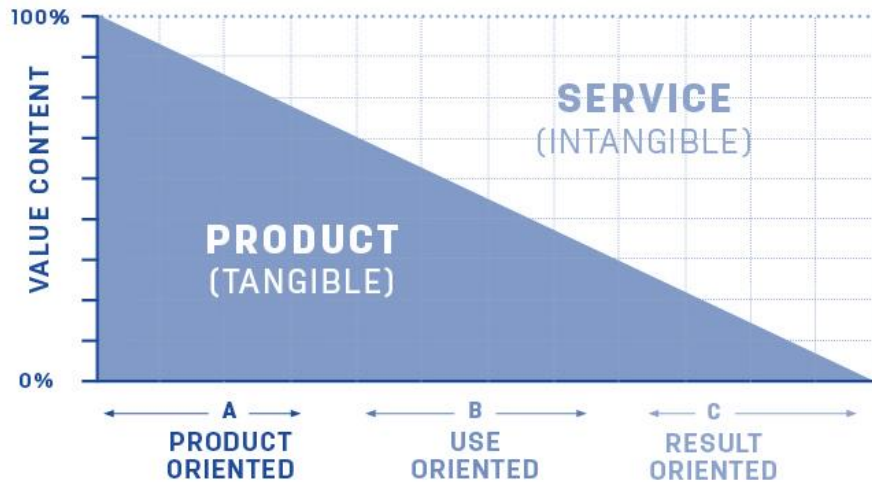 100%
VALUE CONTENT
SERVICE
(INTANGIBLE)
PRODUCT
(TANGIBLE)
0%
A
PRODUCT
ORIENTED
B
USE
ORIENTED
C
RESULT
ORIENTED